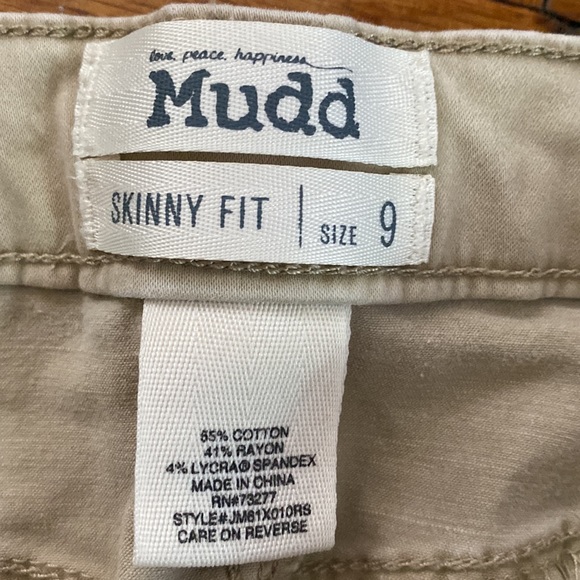 love. peace. happiness
Mudd
SKINNY FIT | SIZE 9
55% COTTON
41% RAYON
4% LYCRA® SPANDEX
MADE IN CHINA
RN#73277
STYLE#JM61X010RS
CARE ON REVERSE